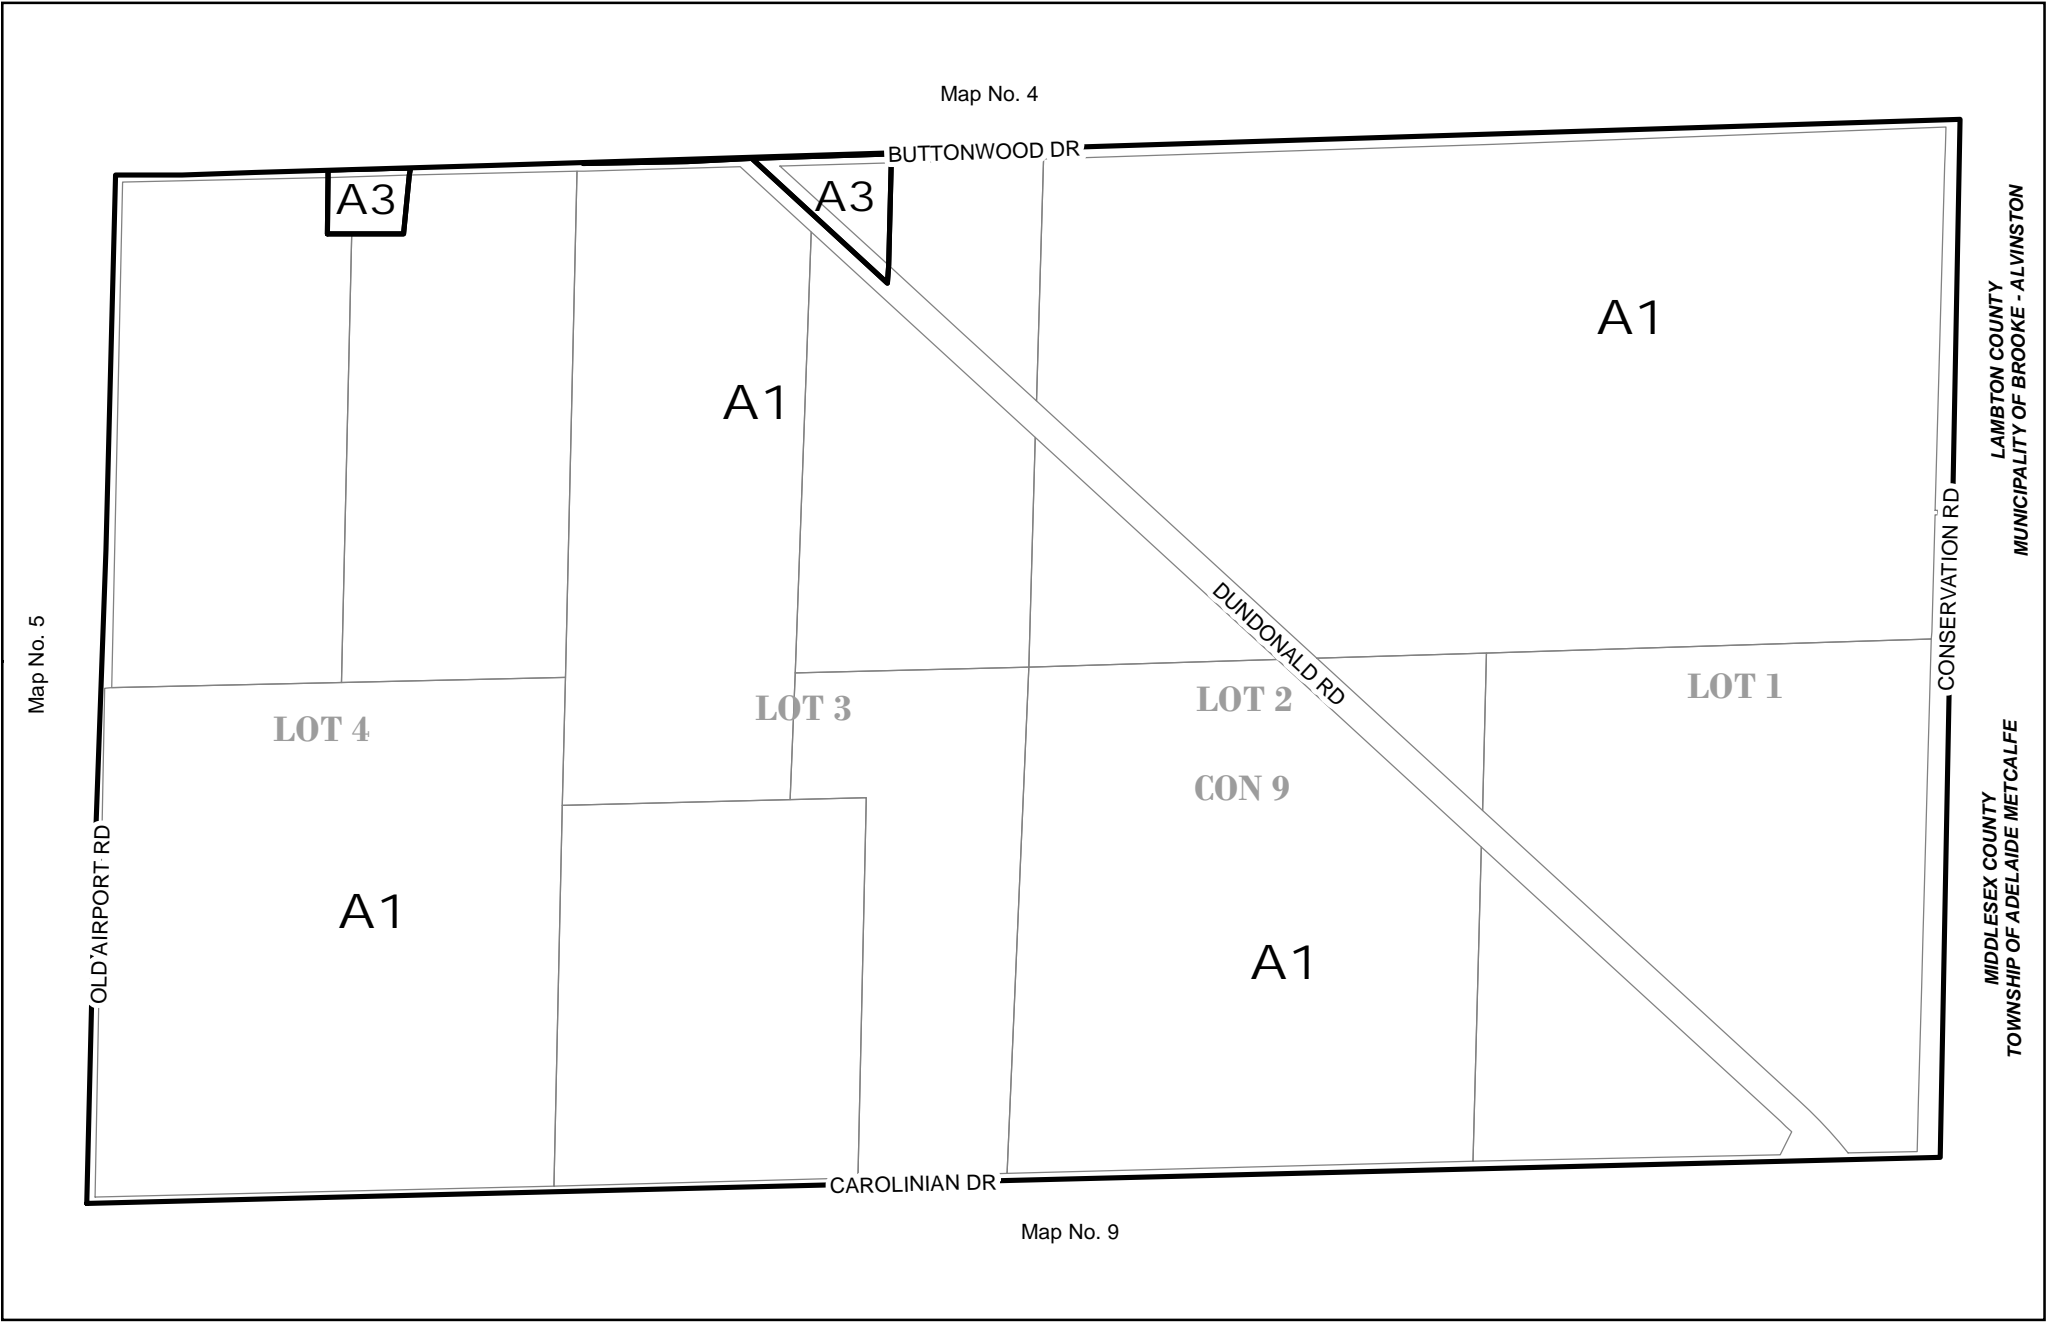 Map No. 4
BUTTONWOOD DR
A3
A3
A1
A1
LAMBTON COUNTY
MUNICIPALITY OF BROOKE - ALVINSTON
CONSERVATION RD
Map No. 5
DUNDONALD RD
LOT 4
LOT 3
LOT 2
LOT 1
CON 9
MIDDLESEX COUNTY
TOWNSHIP OF ADELAIDE METCALFE
OLD AIRPORT RD
A1
A1
CAROLINIAN DR
Map No. 9